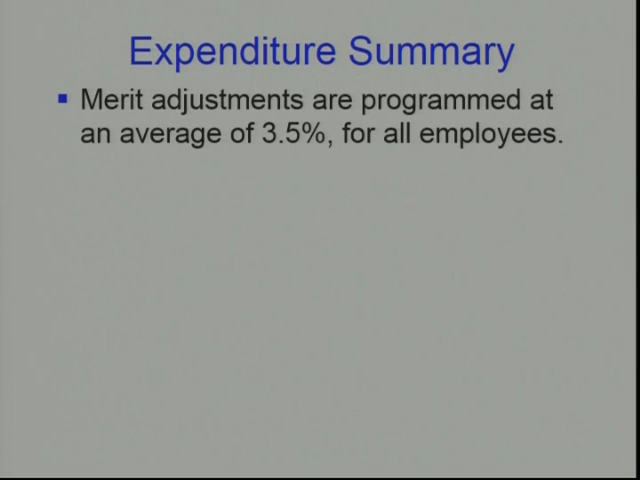 Expenditure Summary
▪ Merit adjustments are programmed at
an average of 3.5%, for all employees.